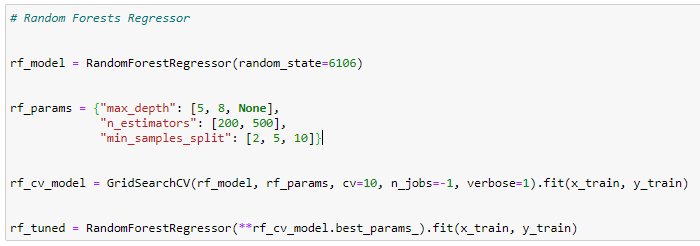 # Random Forests Regressor
rf_model = RandomForestRegressor(random_state=6106)
rf_params = {"max_depth": [5, 8, None],
"n_estimators": [200, 500],
"min_samples_split": [2, 5, 10]}
rf_cv_model = GridSearchCV(rf_model, rf_params, cv=10, n_jobs=-1, verbose=1).fit(x_train, y_train)
rf_tuned = RandomForestRegressor(**rf_cv_model.best_params_).fit(x_train, y_train)